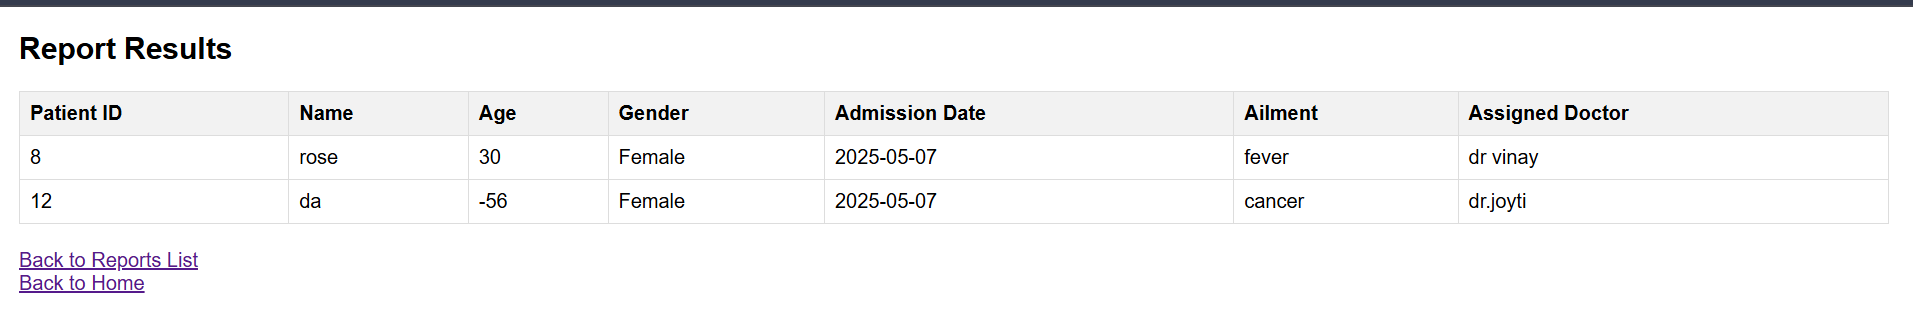 Report Results
Patient ID Name Age Gender Admission Date Ailment Assigned Doctor
8 rose 30 Female 2025-05-07 fever dr vinay
12 da -56 Female 2025-05-07 cancer dr.joyti
Back to Reports List
Back to Home